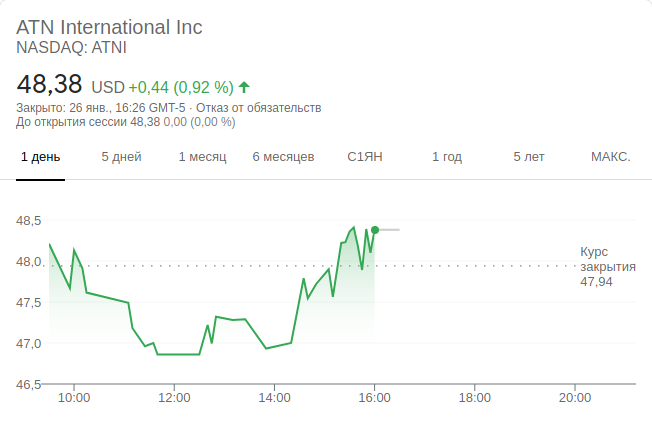 ATN International Inc
NASDAQ: ATNI
48,38 USD +0,44 (0,92 %)
Закрыто: 26 янв., 16:26 GMT-5 · Отказ от обязательств
До открытия сессии 48,38 0,00 (0,00 %)
1 день 5 дней 1 месяц 6 месяцев С1ЯН 1 год 5 лет МАКС.
48,5
48,0
47,5
47,0
46,5
Курс
закрытия
47,94
10:00 12:00 14:00 16:00 18:00 20:00